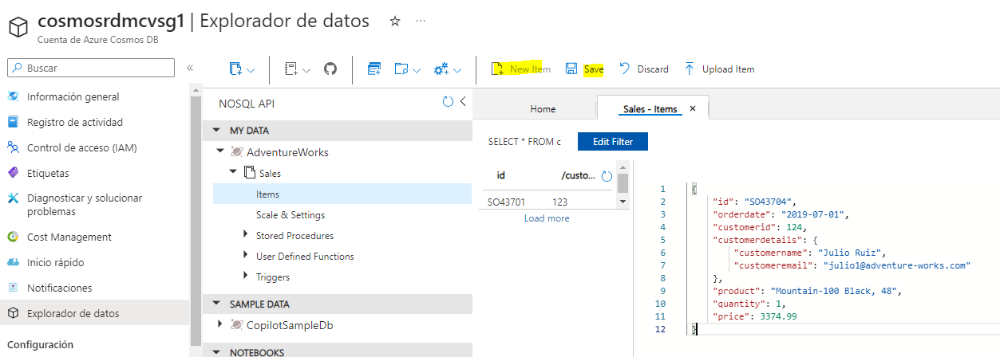 cosmosrdmcvsg1 | Explorador de datos ☆ ···
Cuenta de Azure Cosmos DB
Buscar
«
Información general
Registro de actividad
Control de acceso (IAM)
Etiquetas
Diagnosticar y solucionar
problemas
Cost Management
Inicio rápido
Notificaciones
Explorador de datos
Configuración
NOSQL API
MY DATA
AdventureWorks
Sales
Items
Scale & Settings
Stored Procedures
User Defined Functions
Triggers
SAMPLE DATA
CopilotSampleDb
NOTEBOOKS
New Item Save Discard Upload Item
Home Sales - Items ×
SELECT * FROM c Edit Filter
id /custo...
SO43701 123
Load more
1 {
2 "id": "SO43704",
3 "orderdate": "2019-07-01",
4 "customerid": 124,
5 "customerdetails": {
6 "customername": "Julio Ruiz",
7 "customeremail": "julio1@adventure-works.com"
8 },
9 "product": "Mountain-100 Black, 48",
10 "quantity": 1,
11 "price": 3374.99
12 }